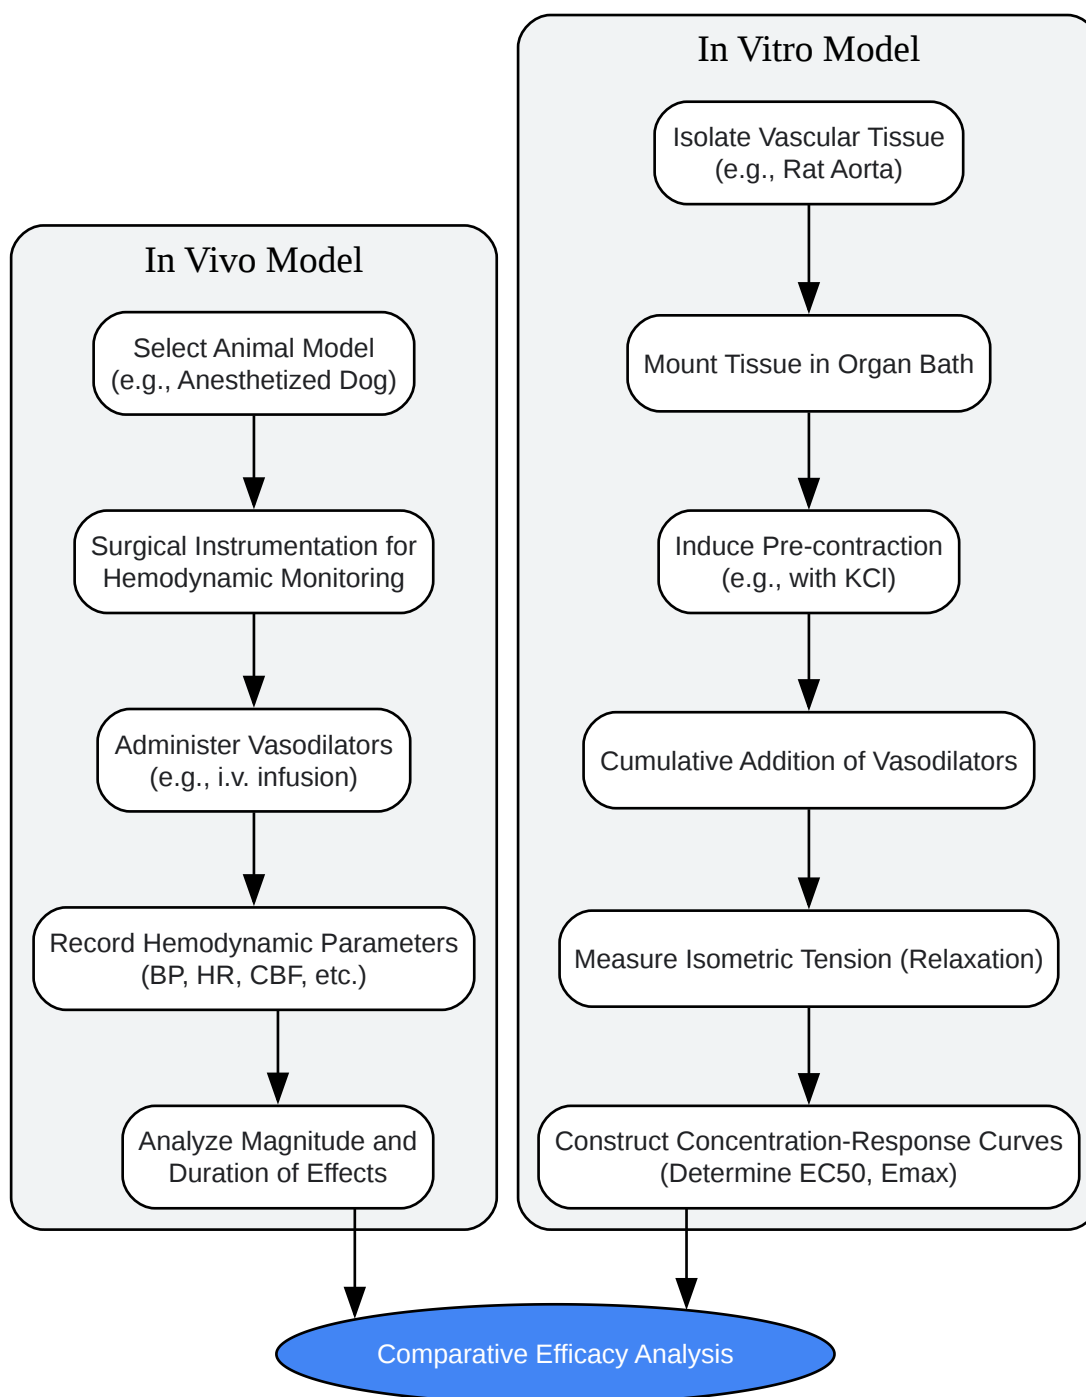 In Vivo Model
Select Animal Model
(e.g., Anesthetized Dog)
Surgical Instrumentation for
Hemodynamic Monitoring
Administer Vasodilators
(e.g., i.v. infusion)
Record Hemodynamic Parameters
(BP, HR, CBF, etc.)
Analyze Magnitude and
Duration of Effects
In Vitro Model
Isolate Vascular Tissue
(e.g., Rat Aorta)
Mount Tissue in Organ Bath
Induce Pre-contraction
(e.g., with KCl)
Cumulative Addition of Vasodilators
Measure Isometric Tension (Relaxation)
Construct Concentration-Response Curves
(Determine EC50, Emax)
Comparative Efficacy Analysis